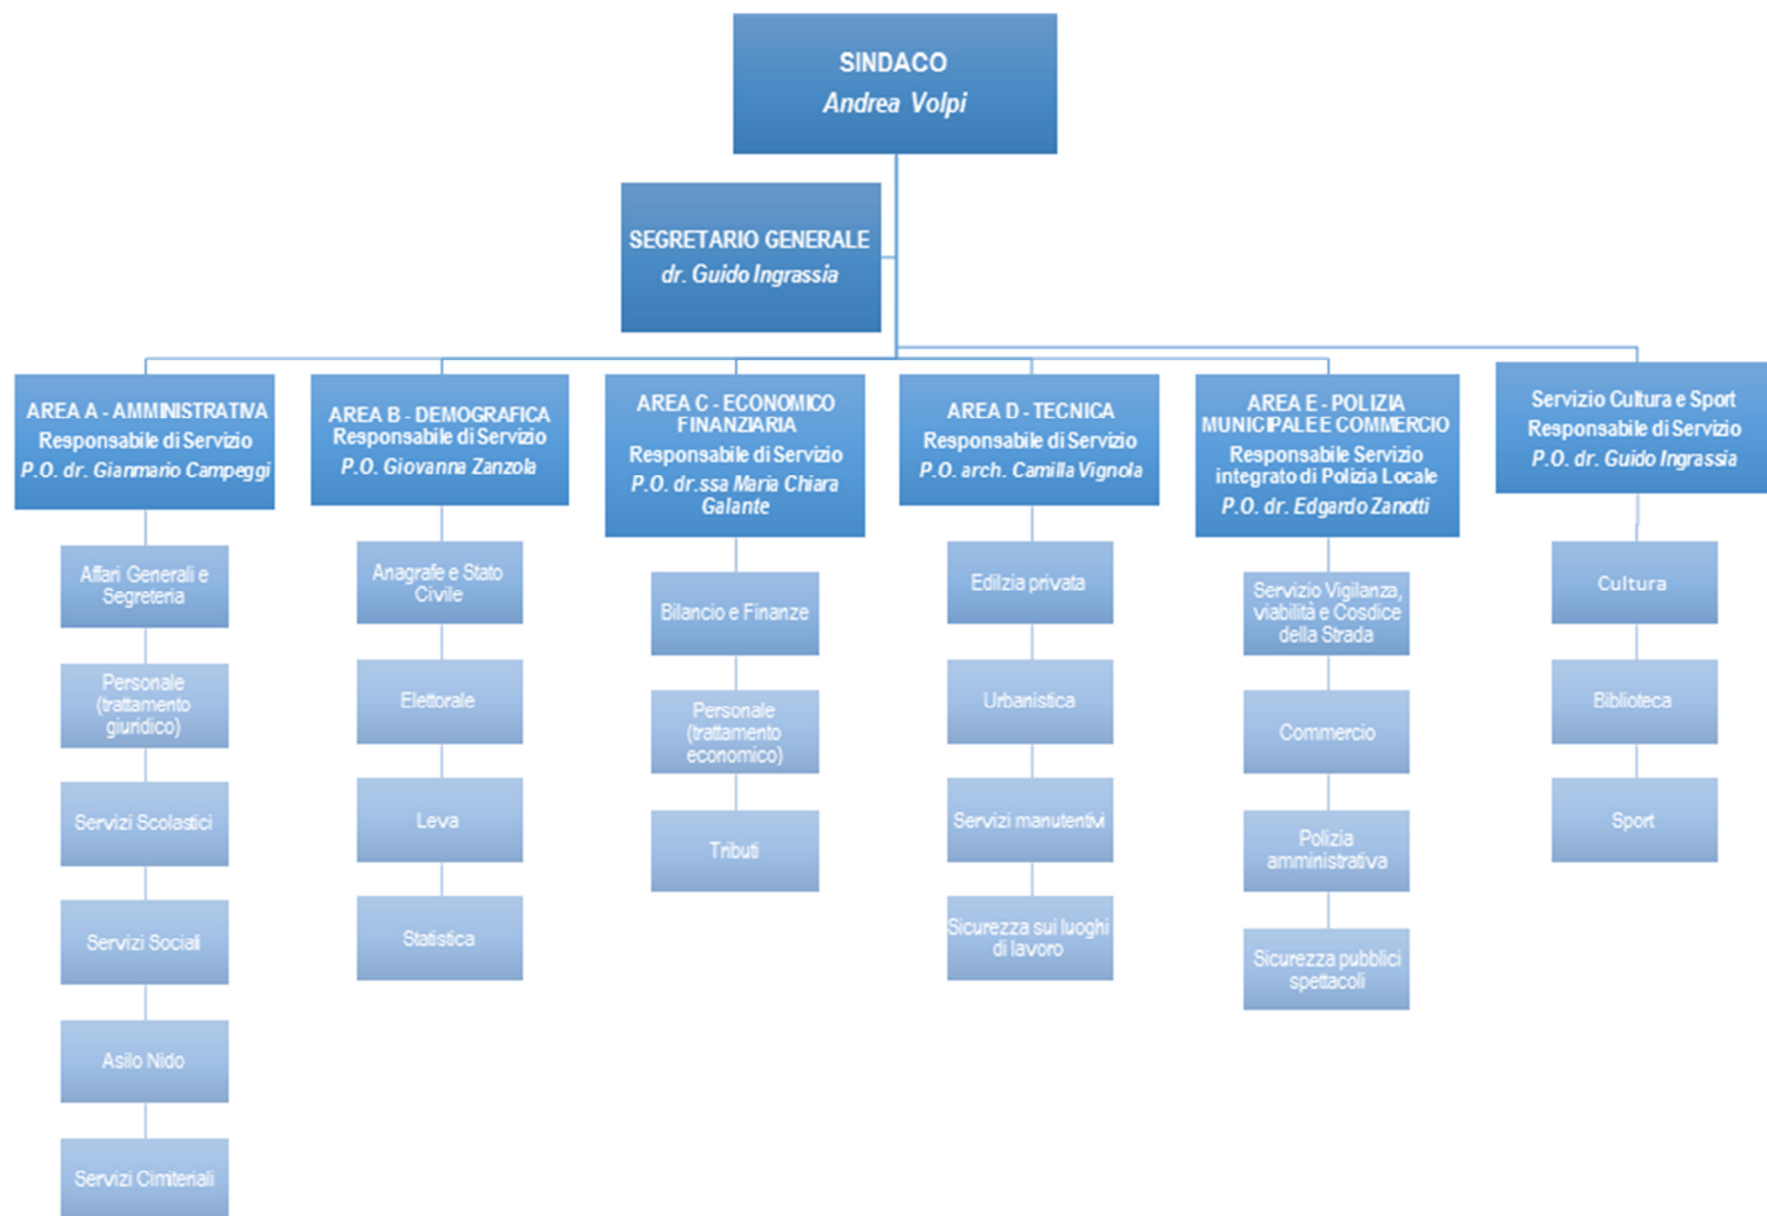 SINDACO
Andrea Volpi
SEGRETARIO GENERALE
dr. Guido Ingrassia
AREA A - AMMINISTRATIVA
Responsabile di Servizio
P.O. dr. Gianmario Campeggi
Affari Generali e
Segreteria
Personale
(trattamento
giuridico)
Servizi Scolastici
Servizi Sociali
Asilo Nido
Servizi Cimiteriali
AREA B - DEMOGRAFICA
Responsabile di Servizio
P.O. Giovanna Zanzola
Anagrafe e Stato
Civile
Elettorale
Leva
Statistica
AREA C - ECONOMICO
FINANZIARIA
Responsabile di Servizio
P.O. dr.ssa Maria Chiara
Galante
Bilancio e Finanze
Personale
(trattamento
economico)
Tributi
AREA D - TECNICA
Responsabile di Servizio
P.O. arch. Camilla Vignola
Edilzia privata
Urbanistica
Servizi manutentivi
Sicurezza sui luoghi
di lavoro
AREA E - POLIZIA
MUNICIPALE E COMMERCIO
Responsabile Servizio
integrato di Polizia Locale
P.O. dr. Edgardo Zanotti
Servizio Vigilanza,
viabilità e Cosdice
della Strada
Commercio
Polizia
amministrativa
Sicurezza pubblici
spettacoli
Servizio Cultura e Sport
Responsabile di Servizio
P.O. dr. Guido Ingrassia
Cultura
Biblioteca
Sport